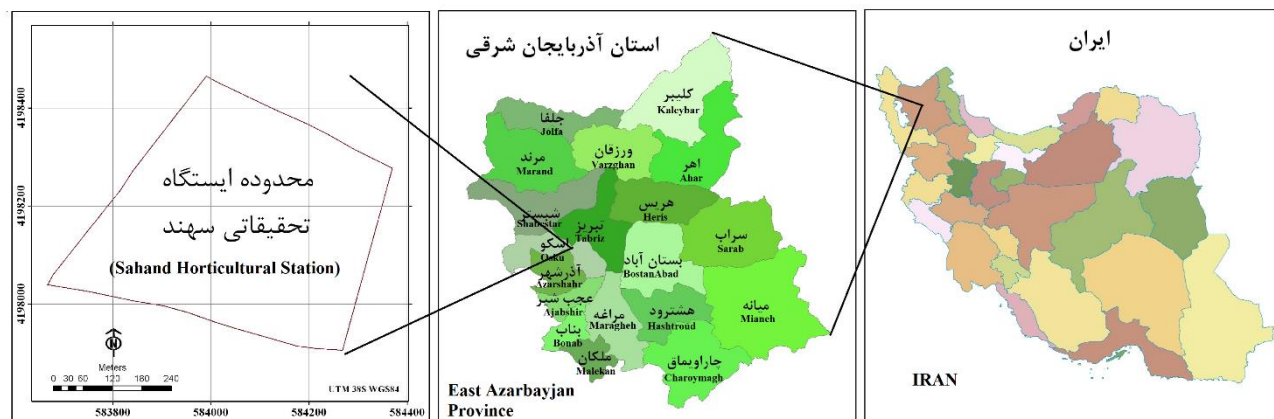 4198400
4198200
4198000
محدوده ایستگاه
تحقیقاتی سهند
(Sahand Horticultural Station)
N
Meters
0 30 60 120 180 240
UTM 38S WGS84
583800 584000 584200 584400
استان آذربایجان شرقی
کلیبر
Kaleybar
جلفا
Jolfa
مرند
Marand
ورزقان
Varzghan
اهر
Ahar
هریس
Heris
شبستر
Shabestar
تبریز
Tabriz
سراب
Sarab
اسکو
Osku
بستان آباد
BostanAbad
آذرشهر
Azarshahr
عجب شیر
Ajabshir
مراغه
Maragheh
هشترود
Hashtroud
میانه
Mianeh
بناب
Bonab
ملکان
Malekan
چاراویماق
Charoymagh
East Azarbayjan
Province
ایران
IRAN